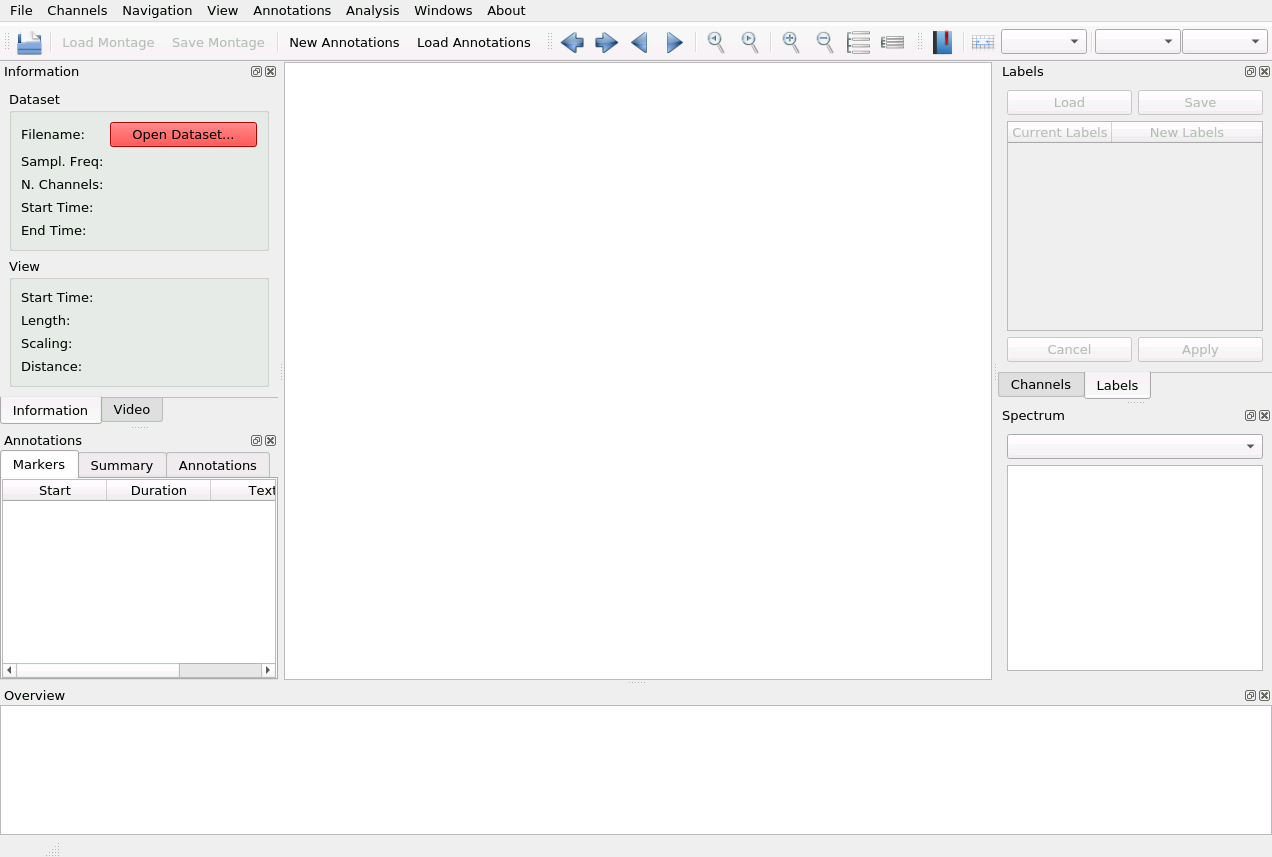 File Channels Navigation View Annotations Analysis Windows About
Load Montage Save Montage New Annotations Load Annotations
Information
Dataset
Filename: Open Dataset...
Sampl. Freq:
N. Channels:
Start Time:
End Time:
View
Start Time:
Length:
Scaling:
Distance:
Information Video
Annotations
Markers Summary Annotations
Start Duration Text
Labels
Load Save
Current Labels New Labels
Cancel Apply
Channels Labels
Spectrum
Overview